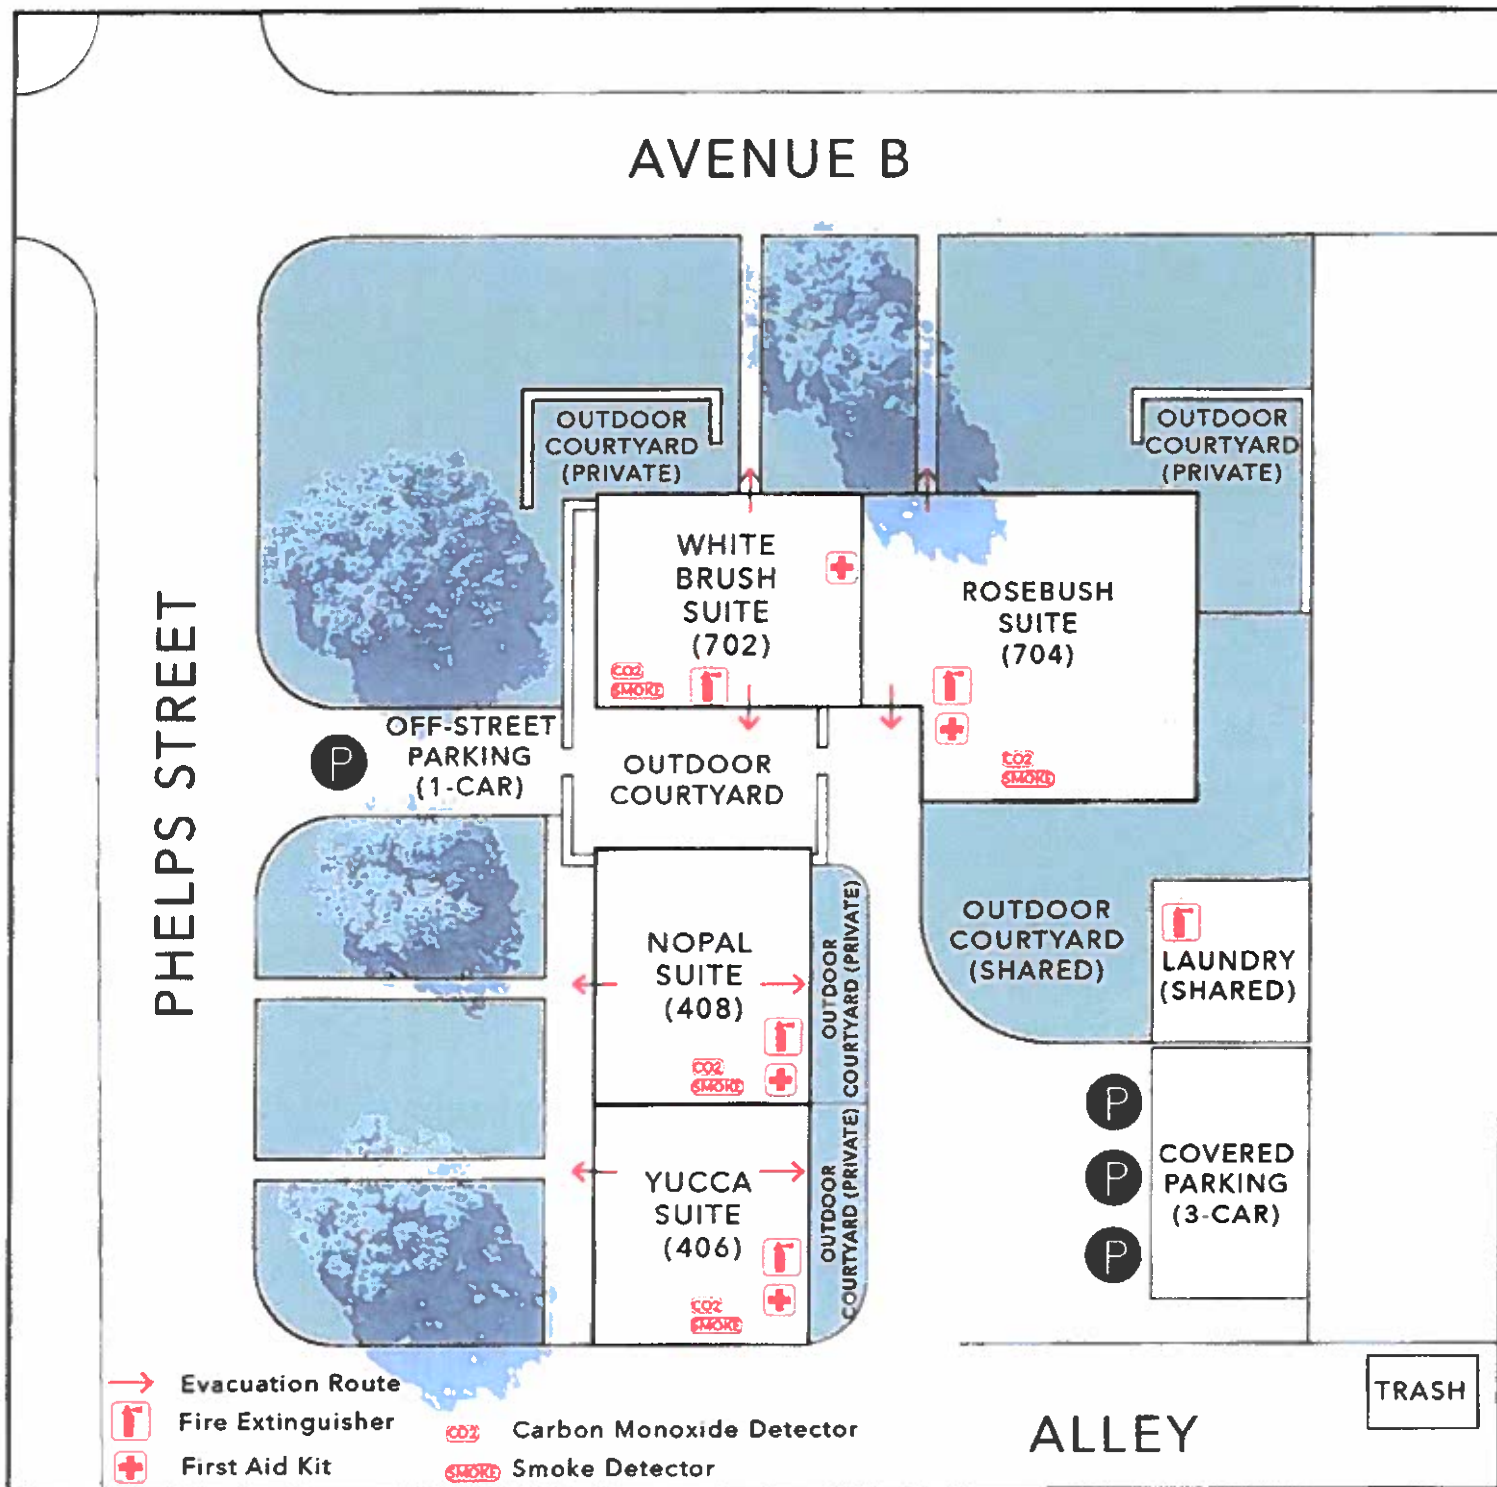 AVENUE B
OUTDOOR
COURTYARD
(PRIVATE)
OUTDOOR
COURTYARD
(PRIVATE)
WHITE
BRUSH
SUITE
(702)
CO2
SMOKE
ROSEBUSH
SUITE
(704)
CO2
SMOKE
PHELPS STREET
P
OFF-STREET
PARKING
(1-CAR)
OUTDOOR
COURTYARD
NOPAL
SUITE
(408)
CO2
SMOKE
OUTDOOR
COURTYARD (PRIVATE)
OUTDOOR
COURTYARD
(SHARED)
LAUNDRY
(SHARED)
YUCCA
SUITE
(406)
CO2
SMOKE
OUTDOOR
COURTYARD (PRIVATE)
P
P
P
COVERED
PARKING
(3-CAR)
TRASH
ALLEY
Evacuation Route
Fire Extinguisher
First Aid Kit
CO2 Carbon Monoxide Detector
SMOKE Smoke Detector